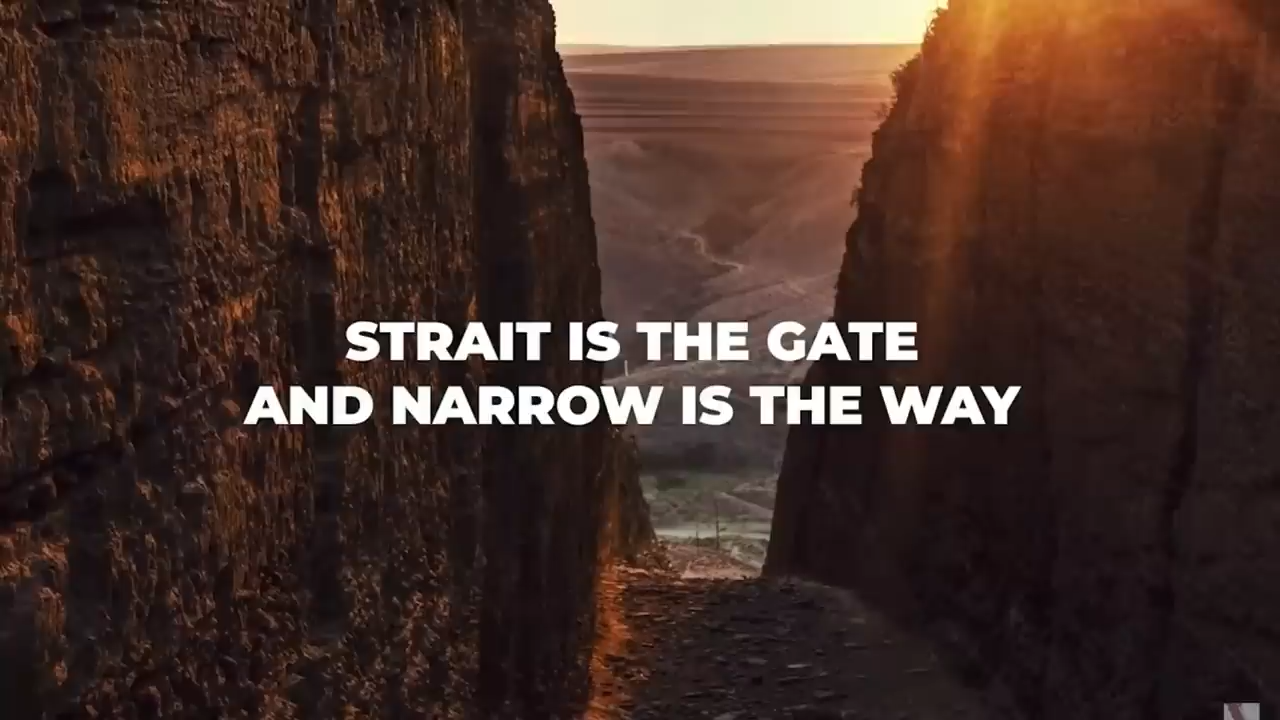 STRAIT IS THE GATE
AND NARROW IS THE WAY